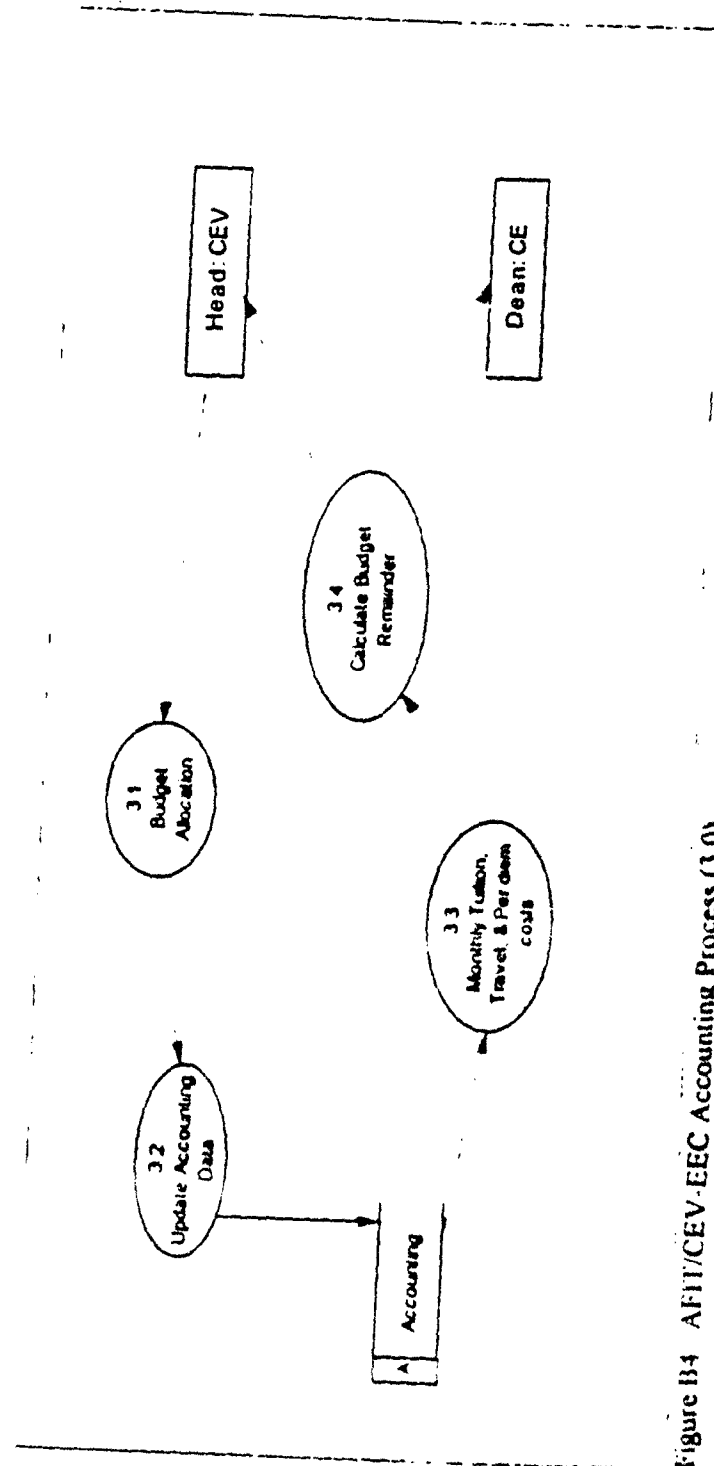 Head: CEV
3 1
Budget
Allocation
3 2
Update Accounting
Data
3 4
Calculate Budget
Remainder
3 3
Monthly Tuition,
Travel, & Per diem
costs
A
Accounting
Dean: CE
Figure B4 AFIT/CEV-EEC Accounting Process (3.0)